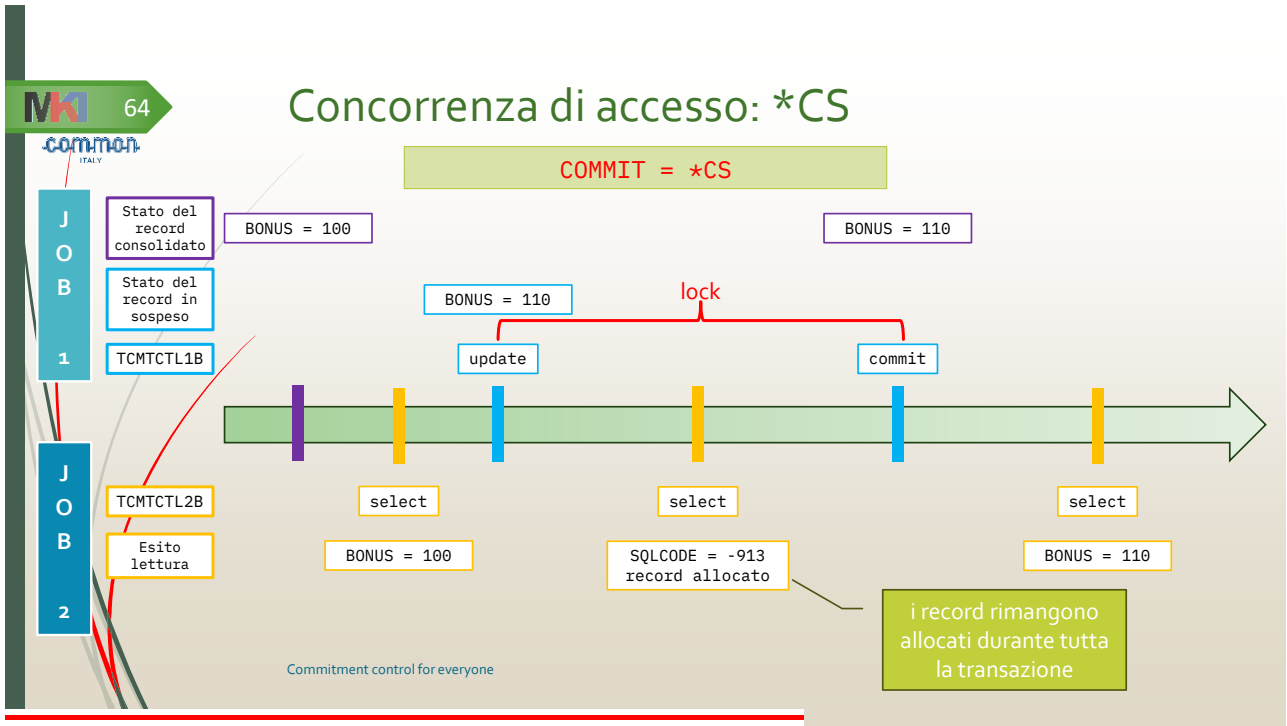 MK1
64
Concorrenza di accesso: *CS
common
ITALY
COMMIT = *CS
J
O
B
1
Stato del
record
consolidato
BONUS = 100
BONUS = 110
Stato del
record in
sospeso
BONUS = 110
lock
TCMTCTL1B
update
commit
J
O
B
2
TCMTCTL2B
select
select
select
Esito
lettura
BONUS = 100
SQLCODE = -913
record allocato
BONUS = 110
i record rimangono
allocati durante tutta
la transazione
Commitment control for everyone